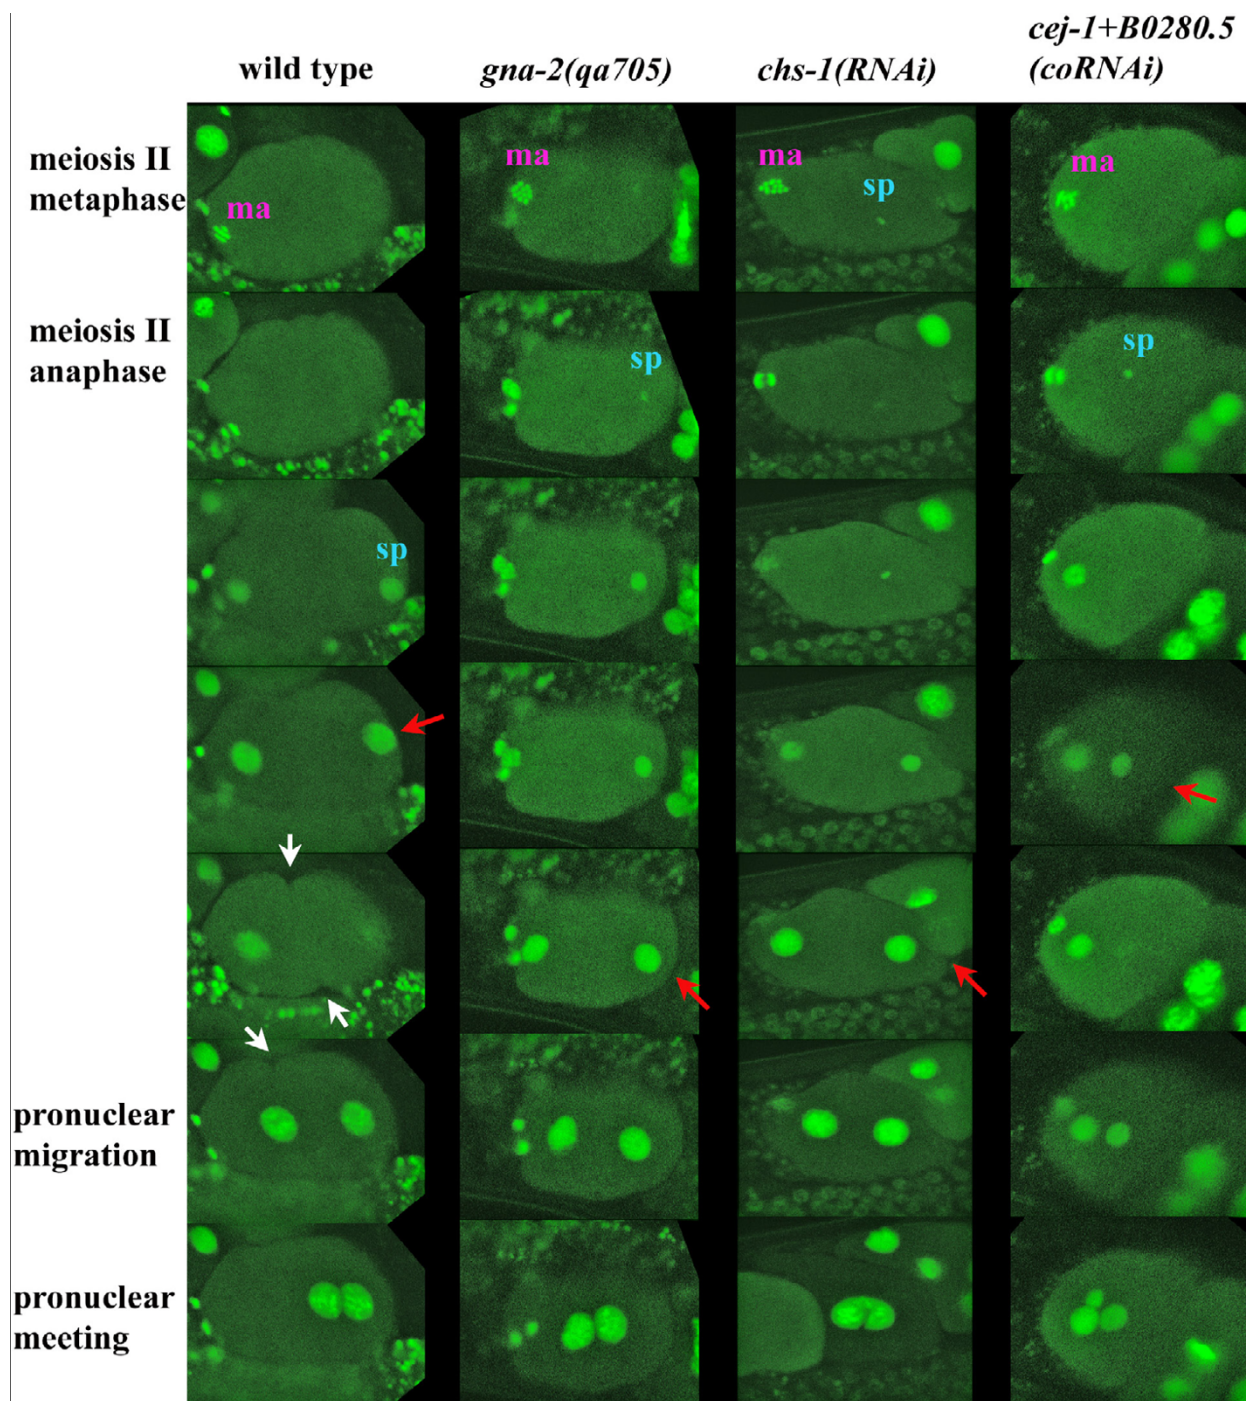 cej-1+B0280.5
wild type gna-2(qa705) chs-1(RNAi) (coRNAi)
meiosis II
metaphase
ma
ma
ma
sp
ma
meiosis II
anaphase
sp
sp
sp
pronuclear
migration
pronuclear
meeting